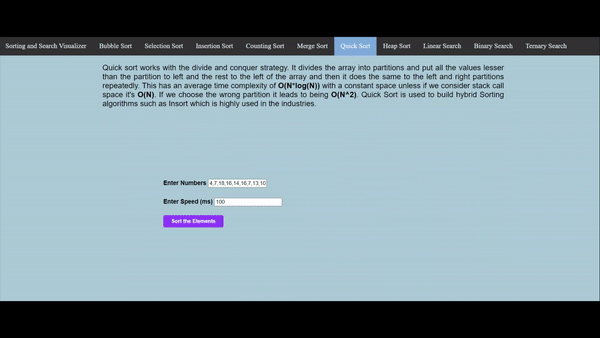 Sorting and Search Visualizer Bubble Sort Selection Sort Insertion Sort Counting Sort Merge Sort Quick Sort Heap Sort Linear Search Binary Search Ternary Search
Quick sort works with the divide and conquer strategy. It divides the array into partitions and put all the values lesser
than the partition to left and the rest to the left of the array and then it does the same to the left and right partitions
repeatedly. This has an average time complexity of O(N*log(N)) with a constant space unless if we consider stack call
space it's O(N). If we choose the wrong partition it leads to being O(N^2). Quick Sort is used to build hybrid Sorting
algorithms such as Insort which is highly used in the industries.
Enter Numbers 4,7,18,16,14,16,7,13,10
Enter Speed (ms) 100
Sort the Elements